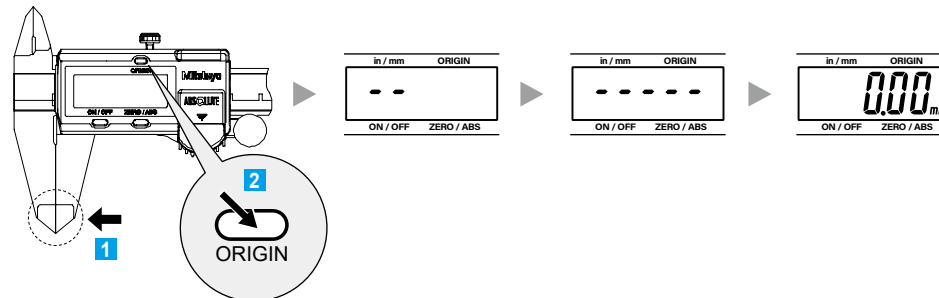 ORIGIN
Mitutoyo
ABSOLUTE
ON / OFF ZERO / ABS
1
2
ORIGIN
in / mm ORIGIN
- -
ON / OFF ZERO / ABS
in / mm ORIGIN
- - - - -
ON / OFF ZERO / ABS
in / mm ORIGIN
0.00 m
ON / OFF ZERO / ABS